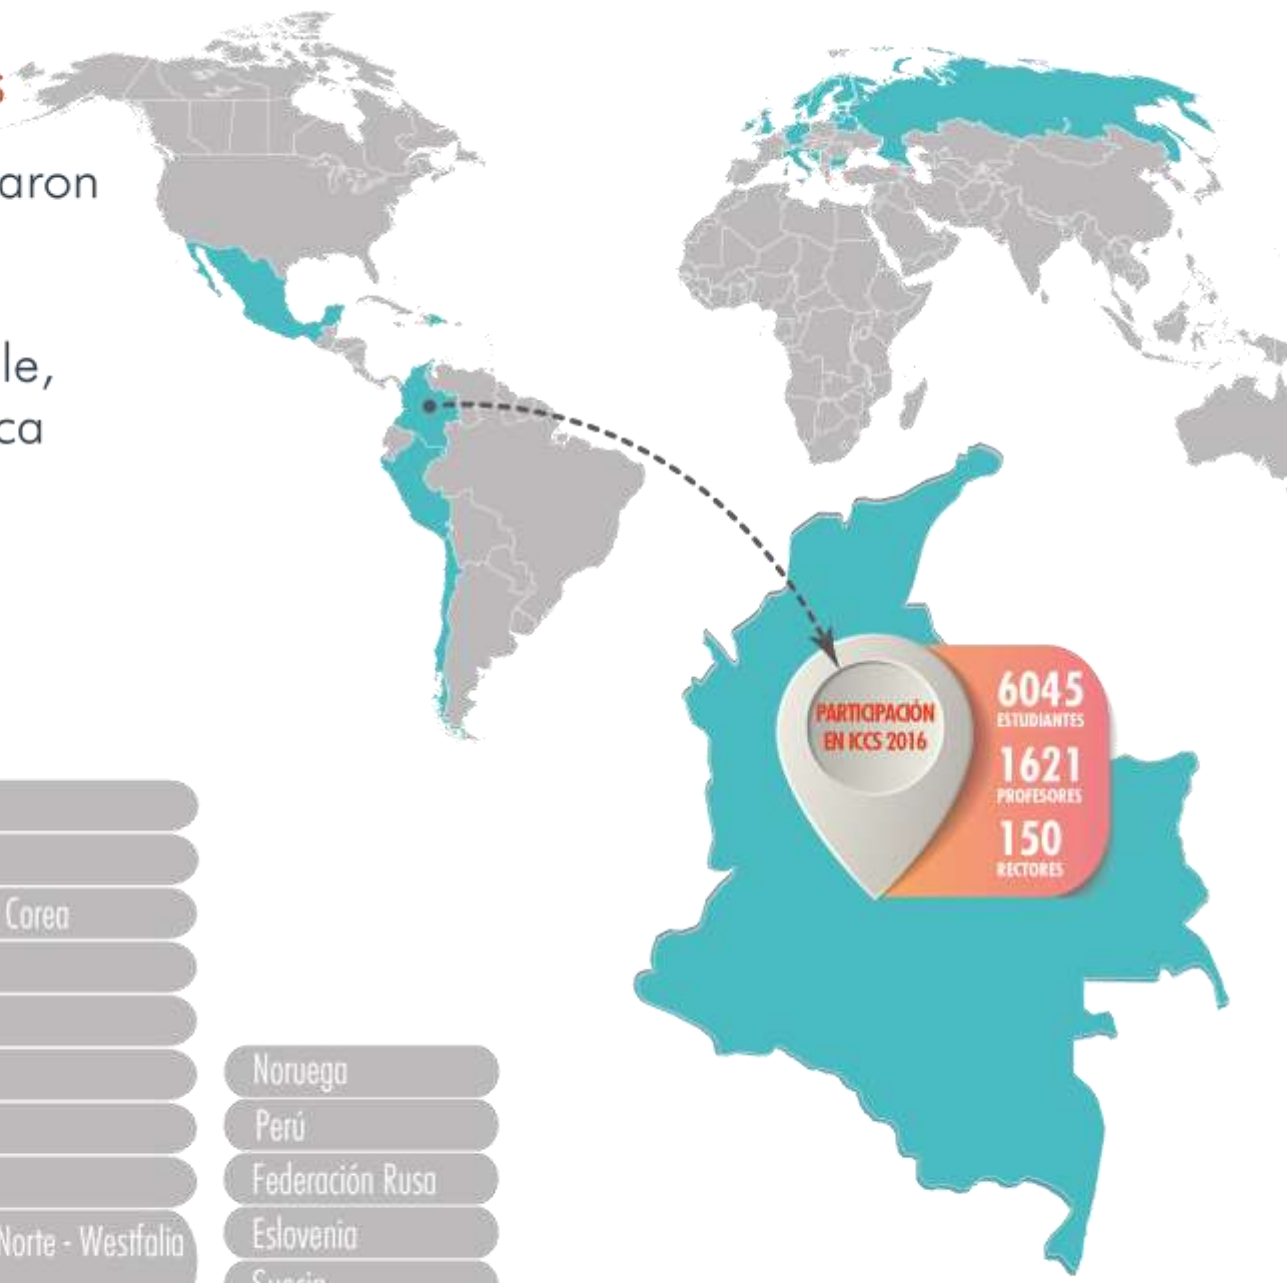 s
aron
le,
ca
PARTICIPACIÓN
EN ICCS 2016
6045
ESTUDIANTES
1621
PROFESORES
150
RECTORES
Corea
Norte - Westfalia
Noruega
Perú
Federación Rusa
Eslovenia